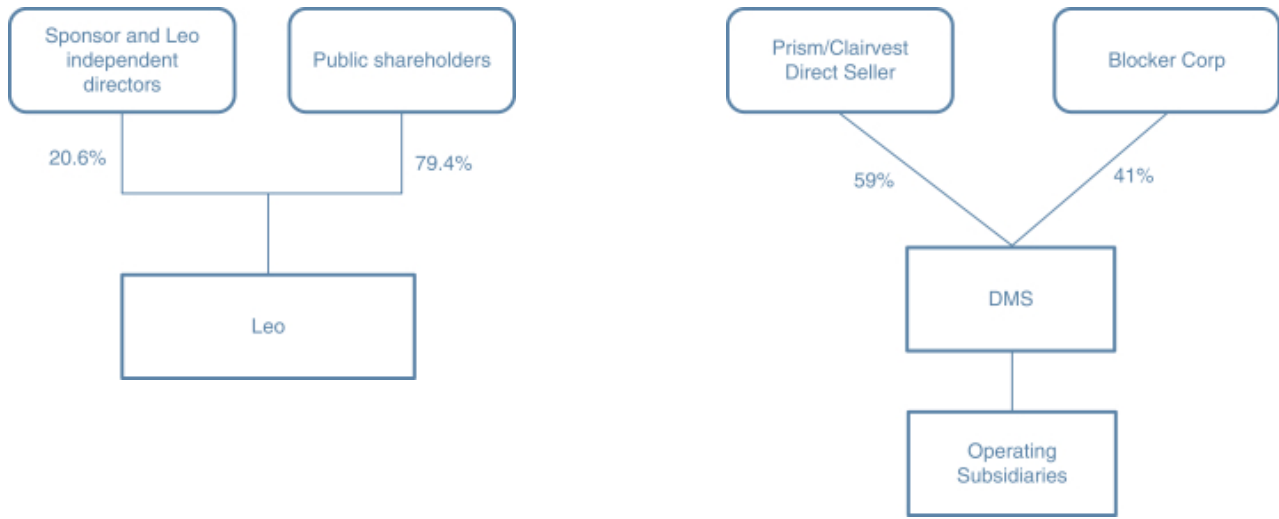 Sponsor and Leo
independent
directors
Public shareholders
20.6%
79.4%
Leo
Prism/Clairvest
Direct Seller
Blocker Corp
59%
41%
DMS
Operating
Subsidiaries